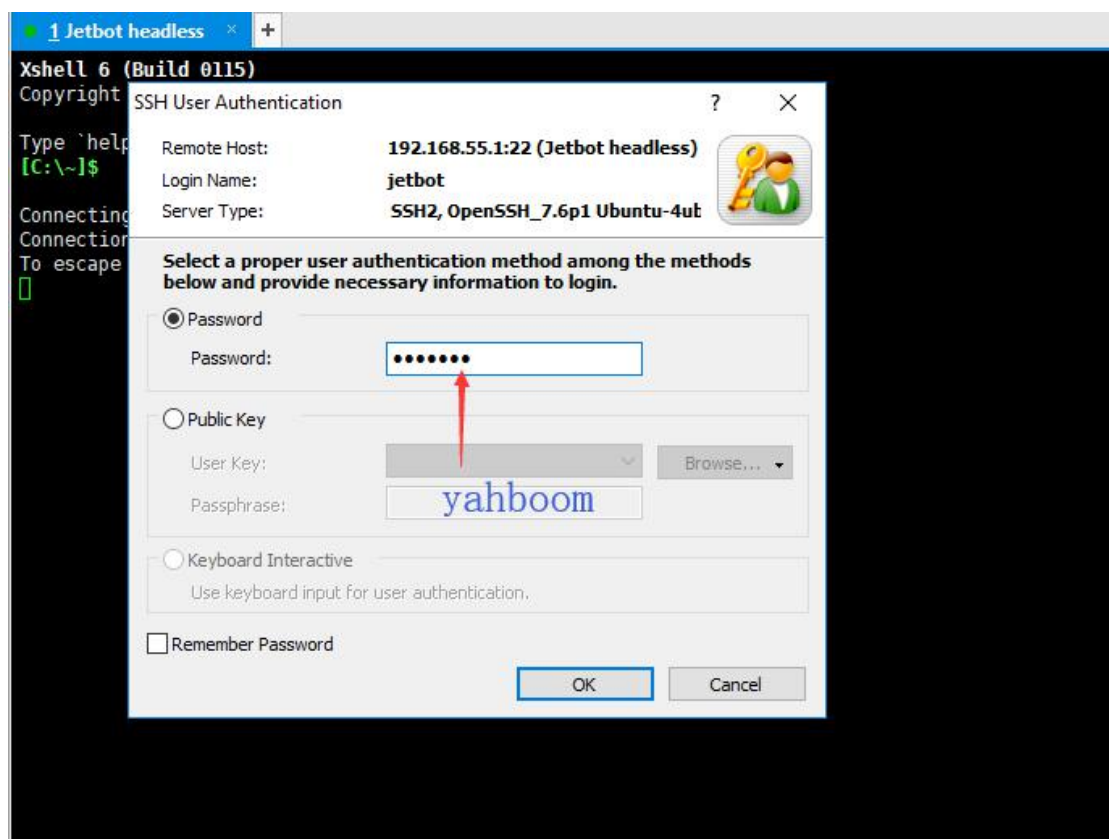 1 Jetbot headless × +
Xshell 6 (Build 0115)
Copyright
Type `help
[C:\~]$
Connecting
Connection
To escape
SSH User Authentication ? ×
Remote Host: 192.168.55.1:22 (Jetbot headless)
Login Name: jetbot
Server Type: SSH2, OpenSSH_7.6p1 Ubuntu-4ub
Select a proper user authentication method among the methods
below and provide necessary information to login.
Password
Password: •••••••
Public Key
User Key: Browse...
Passphrase: yahboom
Keyboard Interactive
Use keyboard input for user authentication.
Remember Password
OK Cancel